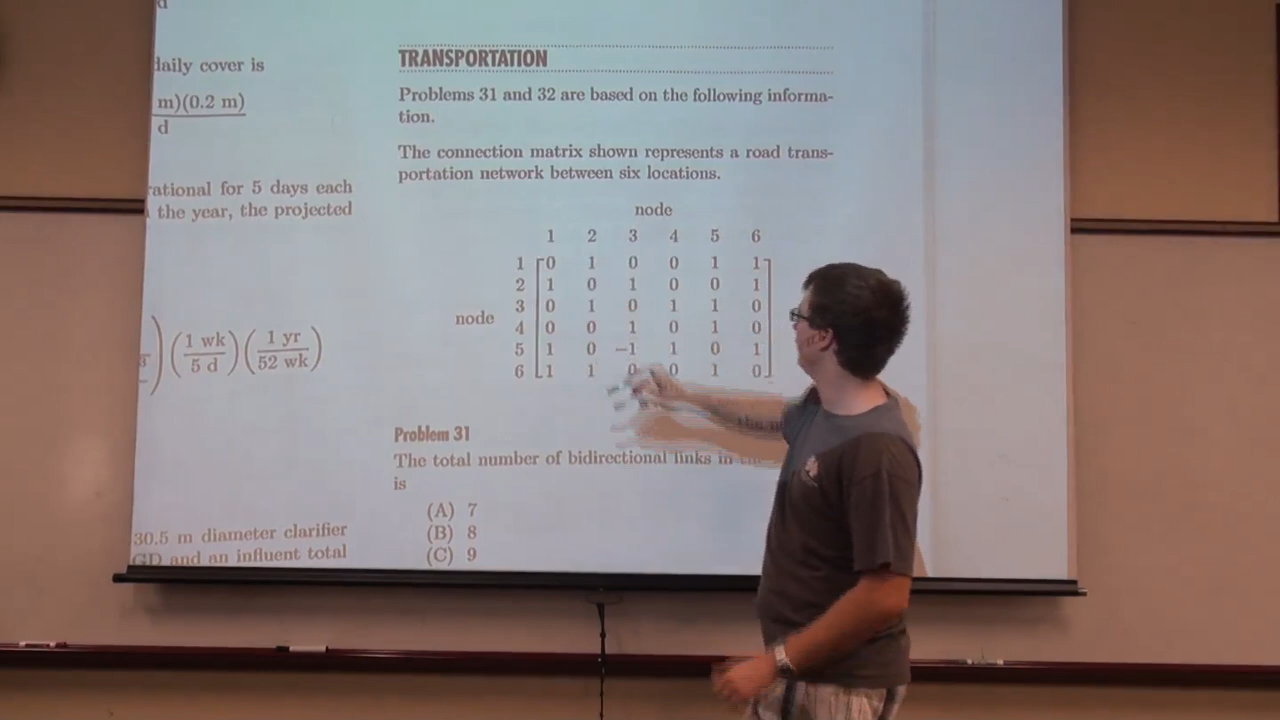 d
daily cover is
m)(0.2 m)
d
rational for 5 days each
the year, the projected
(1 wk / 5 d) (1 yr / 52 wk)
30.5 m diameter clarifier
GD and an influent total
TRANSPORTATION
Problems 31 and 32 are based on the following informa-
tion.
The connection matrix shown represents a road trans-
portation network between six locations.
node
1 2 3 4 5 6
1 0 1 0 0 1 1
2 1 0 1 0 0 1
3 0 1 0 1 1 0
node
4 0 0 1 0 1 0
5 1 0 -1 1 0 1
6 1 1 0 0 1 0
Problem 31
The total number of bidirectional links in the
is
(A) 7
(B) 8
(C) 9